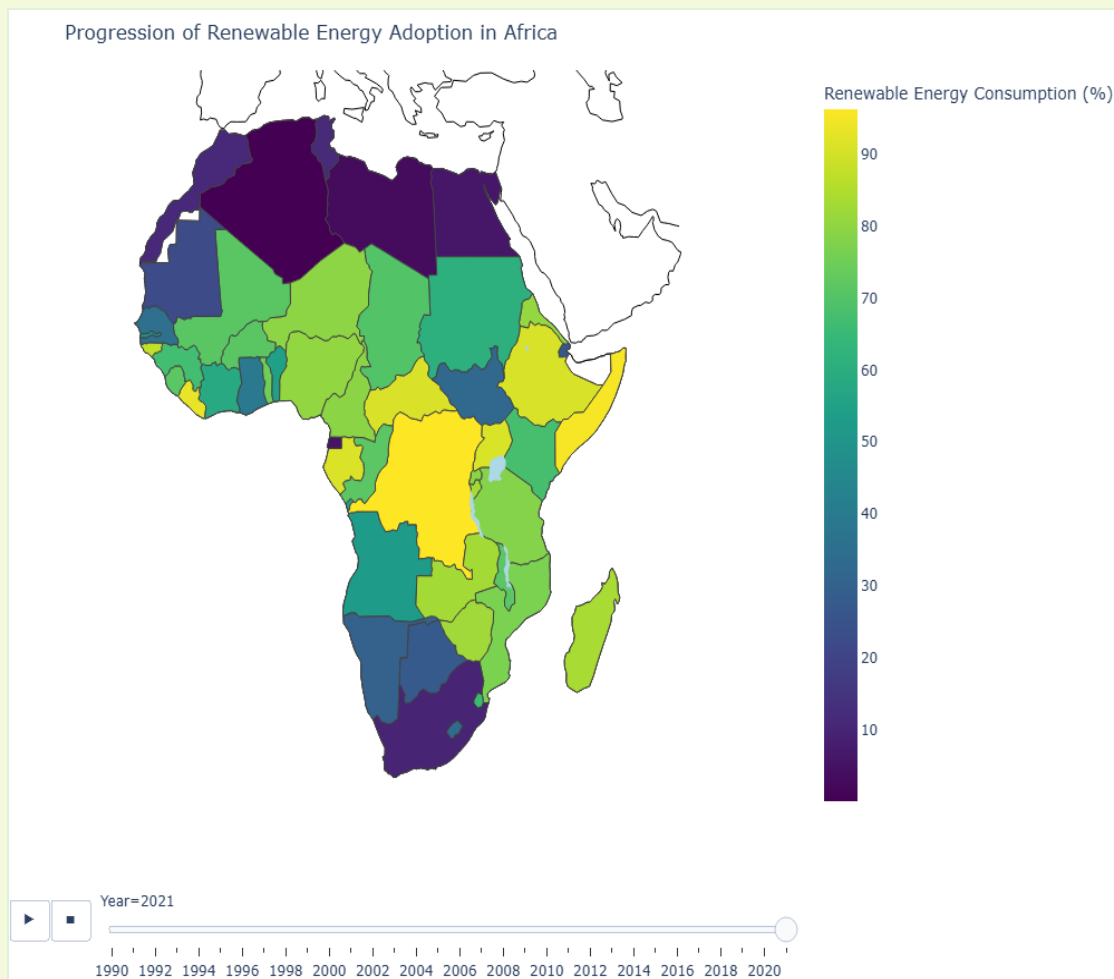 Progression of Renewable Energy Adoption in Africa
Renewable Energy Consumption (%)
90
80
70
60
50
40
30
20
10
Year=2021
1990 1992 1994 1996 1998 2000 2002 2004 2006 2008 2010 2012 2014 2016 2018 2020